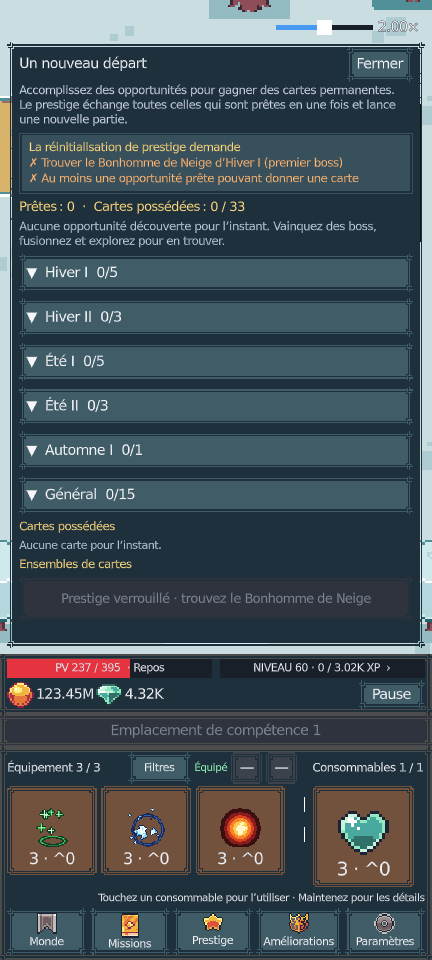 2.00×
Un nouveau départ
Fermer
Accomplissez des opportunités pour gagner des cartes permanentes.
Le prestige échange toutes celles qui sont prêtes en une fois et lance
une nouvelle partie.
La réinitialisation de prestige demande
✗ Trouver le Bonhomme de Neige d’Hiver I (premier boss)
✗ Au moins une opportunité prête pouvant donner une carte
Prêtes : 0 · Cartes possédées : 0 / 33
Aucune opportunité découverte pour l’instant. Vainquez des boss,
fusionnez et explorez pour en trouver.
▼ Hiver I 0/5
▼ Hiver II 0/3
▼ Été I 0/5
▼ Été II 0/3
▼ Automne I 0/1
▼ Général 0/15
Cartes possédées
Aucune carte pour l’instant.
Ensembles de cartes
Prestige verrouillé · trouvez le Bonhomme de Neige
PV 237 / 395 · Repos
NIVEAU 60 · 0 / 3.02K XP ›
123.45M
4.32K
Pause
Emplacement de compétence 1
Équipement 3 / 3
Filtres
Équipé
—
—
Consommables 1 / 1
3 · ^0
3 · ^0
3 · ^0
3 · ^0
Touchez un consommable pour l’utiliser · Maintenez pour les détails
Monde
Missions
Prestige
Améliorations
Paramètres